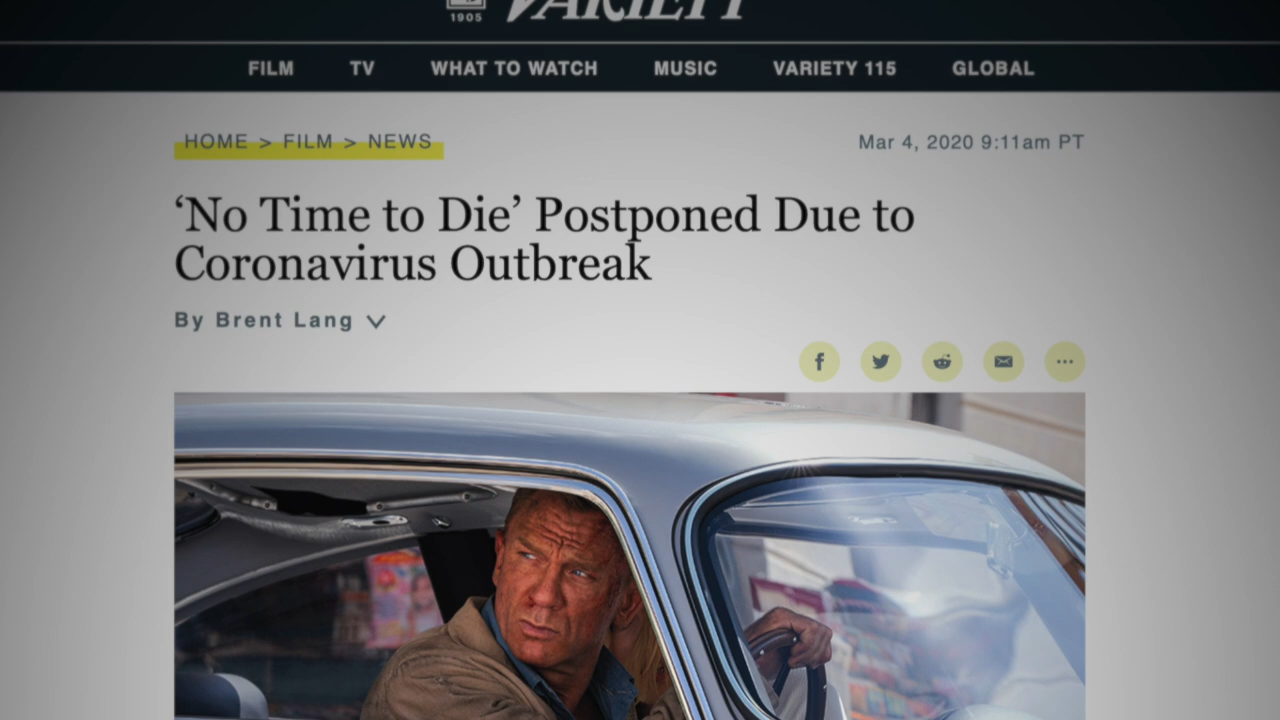 1905
VARIETY
FILM TV WHAT TO WATCH MUSIC VARIETY 115 GLOBAL
HOME > FILM > NEWS
Mar 4, 2020 9:11am PT
‘No Time to Die’ Postponed Due to
Coronavirus Outbreak
By Brent Lang